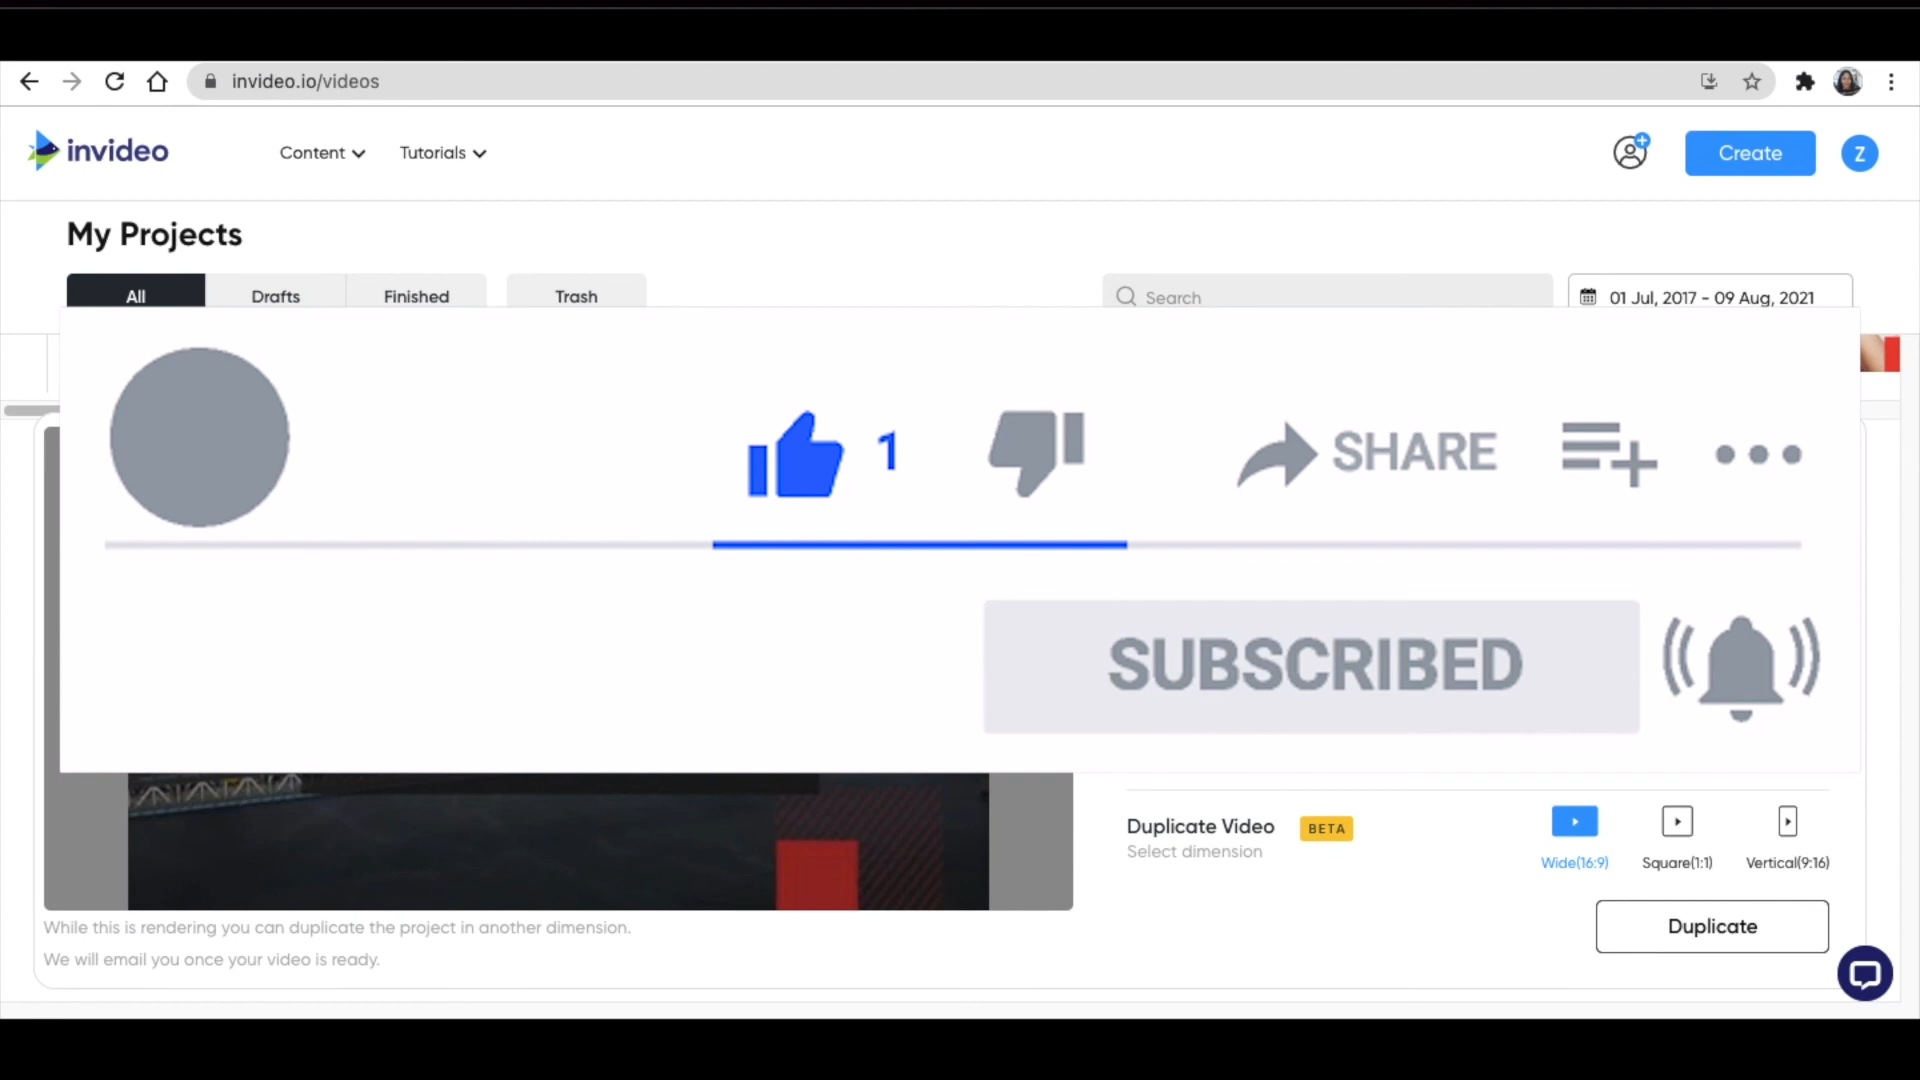 invideo.io/videos
invideo
Content
Tutorials
Create
Z
My Projects
All
Drafts
Finished
Trash
Search
01 Jul, 2017 - 09 Aug, 2021
1
SHARE
SUBSCRIBED
Duplicate Video
BETA
Select dimension
Wide(16:9)
Square(1:1)
Vertical(9:16)
While this is rendering you can duplicate the project in another dimension.
Duplicate
We will email you once your video is ready.